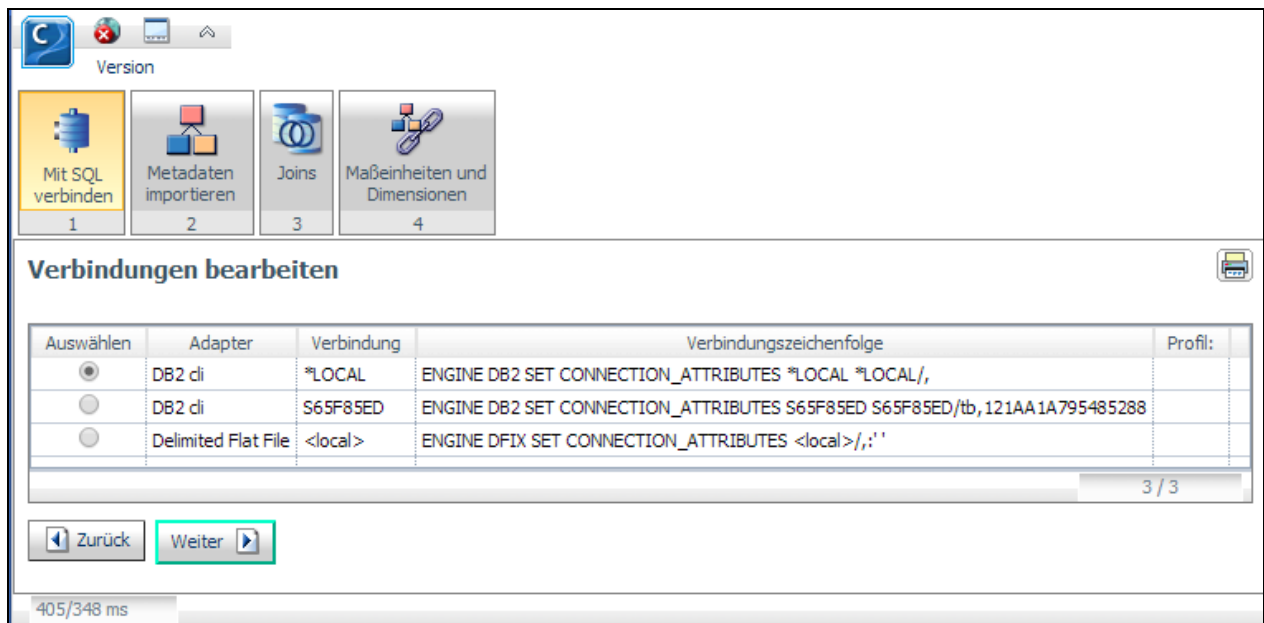 C
Version
Mit SQL
verbinden
1
Metadaten
importieren
2
Joins
3
Maßeinheiten und
Dimensionen
4
Verbindungen bearbeiten
Auswählen Adapter Verbindung Verbindungszeichenfolge Profil:
DB2 cli *LOCAL ENGINE DB2 SET CONNECTION_ATTRIBUTES *LOCAL *LOCAL/,
DB2 cli S65F85ED ENGINE DB2 SET CONNECTION_ATTRIBUTES S65F85ED S65F85ED/tb,121AA1A795485288
Delimited Flat File <local> ENGINE DFIX SET CONNECTION_ATTRIBUTES <local>/,:' '
3 / 3
Zurück Weiter
405/348 ms